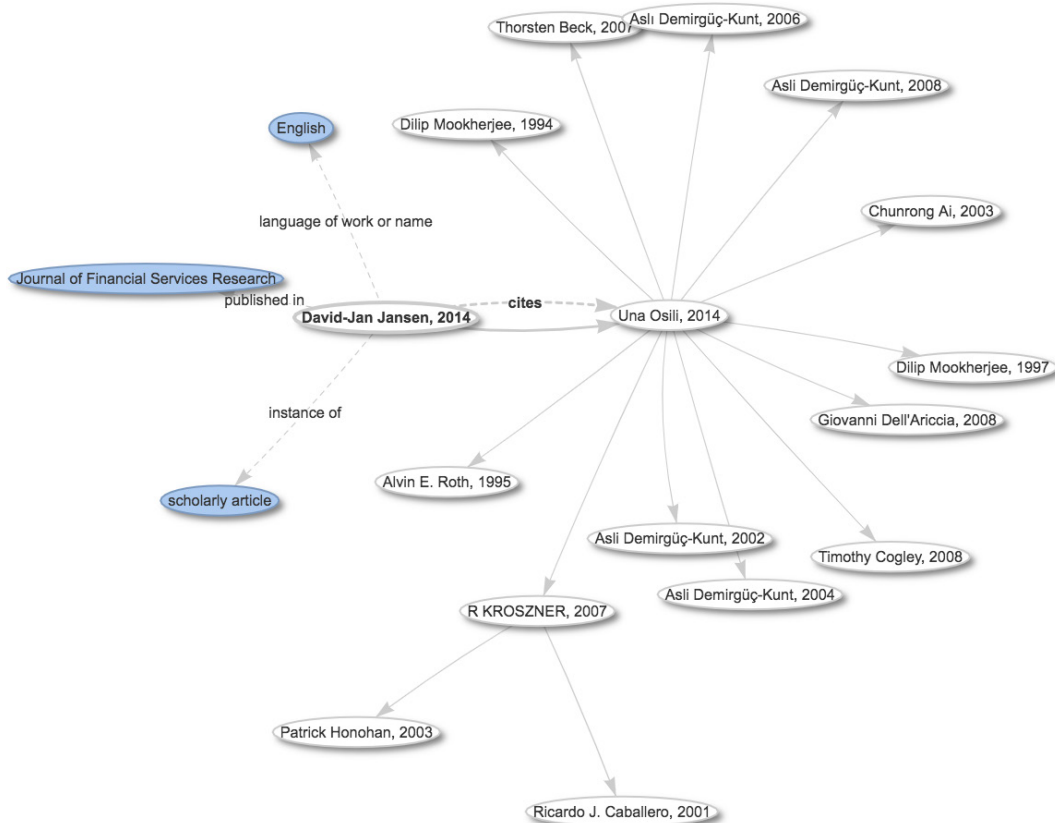 Thorsten Beck, 2007
Aslı Demirgüç-Kunt, 2006
Asli Demirgüç-Kunt, 2008
English
Dilip Mookherjee, 1994
language of work or name
Chunrong Ai, 2003
Journal of Financial Services Research
published in
cites
David-Jan Jansen, 2014
Una Osili, 2014
Dilip Mookherjee, 1997
instance of
Giovanni Dell'Ariccia, 2008
Alvin E. Roth, 1995
scholarly article
Asli Demirgüç-Kunt, 2002
Timothy Cogley, 2008
Asli Demirgüç-Kunt, 2004
R KROSZNER, 2007
Patrick Honohan, 2003
Ricardo J. Caballero, 2001